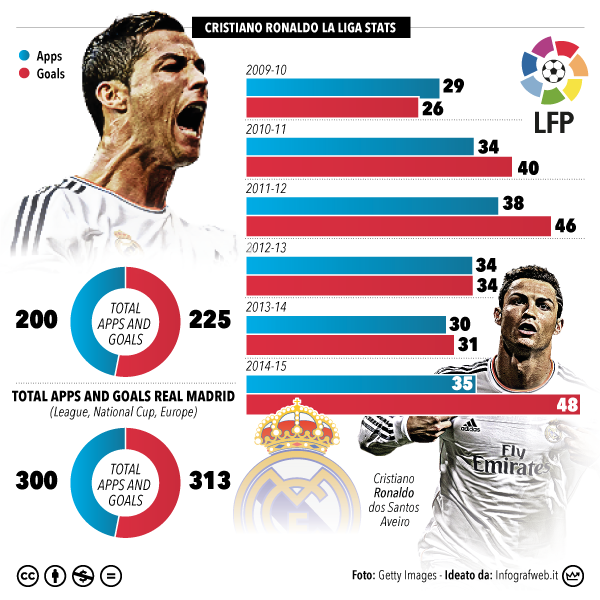 CRISTIANO RONALDO LA LIGA STATS
Apps
Goals
LFP
2009-10
29
26
2010-11
34
40
2011-12
38
46
2012-13
34
34
2013-14
30
31
2014-15
35
48
200
TOTAL
APPS AND
GOALS
225
TOTAL APPS AND GOALS REAL MADRID
(League, National Cup, Europe)
300
TOTAL
APPS AND
GOALS
313
adidas
Fly
Emirates
Cristiano
Ronaldo
dos Santos
Aveiro
cc
Foto: Getty Images - Ideato da: Infografweb.it